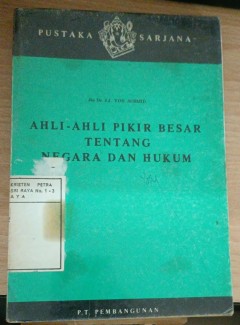 PUSTAKA SARJANA
AHLI-AHLI PIKIR BESAR
TENTANG
NEGARA DAN HUKUM
KRISTEN PETRA
P.T. PEMBANGUNAN